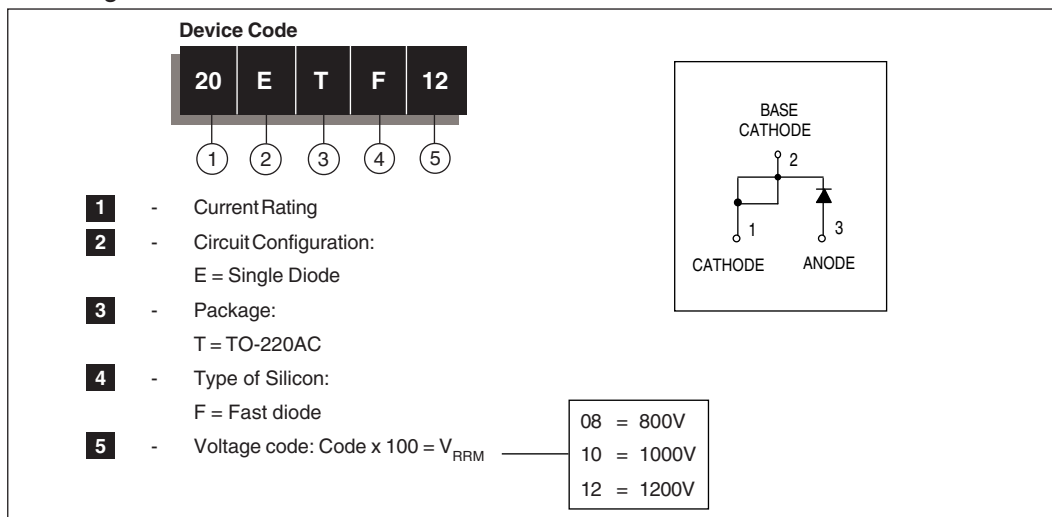 Device Code
20 E T F 12
1 2 3 4 5
1 - Current Rating
2 - Circuit Configuration:
E = Single Diode
3 - Package:
T = TO-220AC
4 - Type of Silicon:
F = Fast diode
5 - Voltage code: Code x 100 = VRRM
08 = 800V
10 = 1000V
12 = 1200V
BASE
CATHODE
2
1 3
CATHODE ANODE